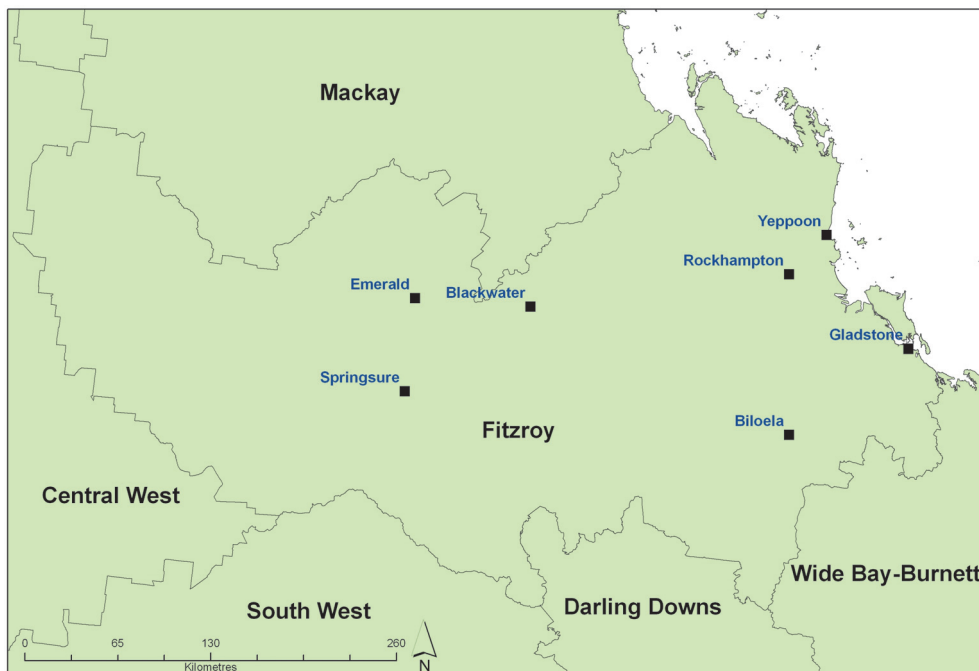 Mackay
Yeppoon
Rockhampton
Emerald
Blackwater
Gladstone
Springsure
Biloela
Fitzroy
Central West
Wide Bay-Burnett
South West
Darling Downs
0 65 130 260
Kilometres
N